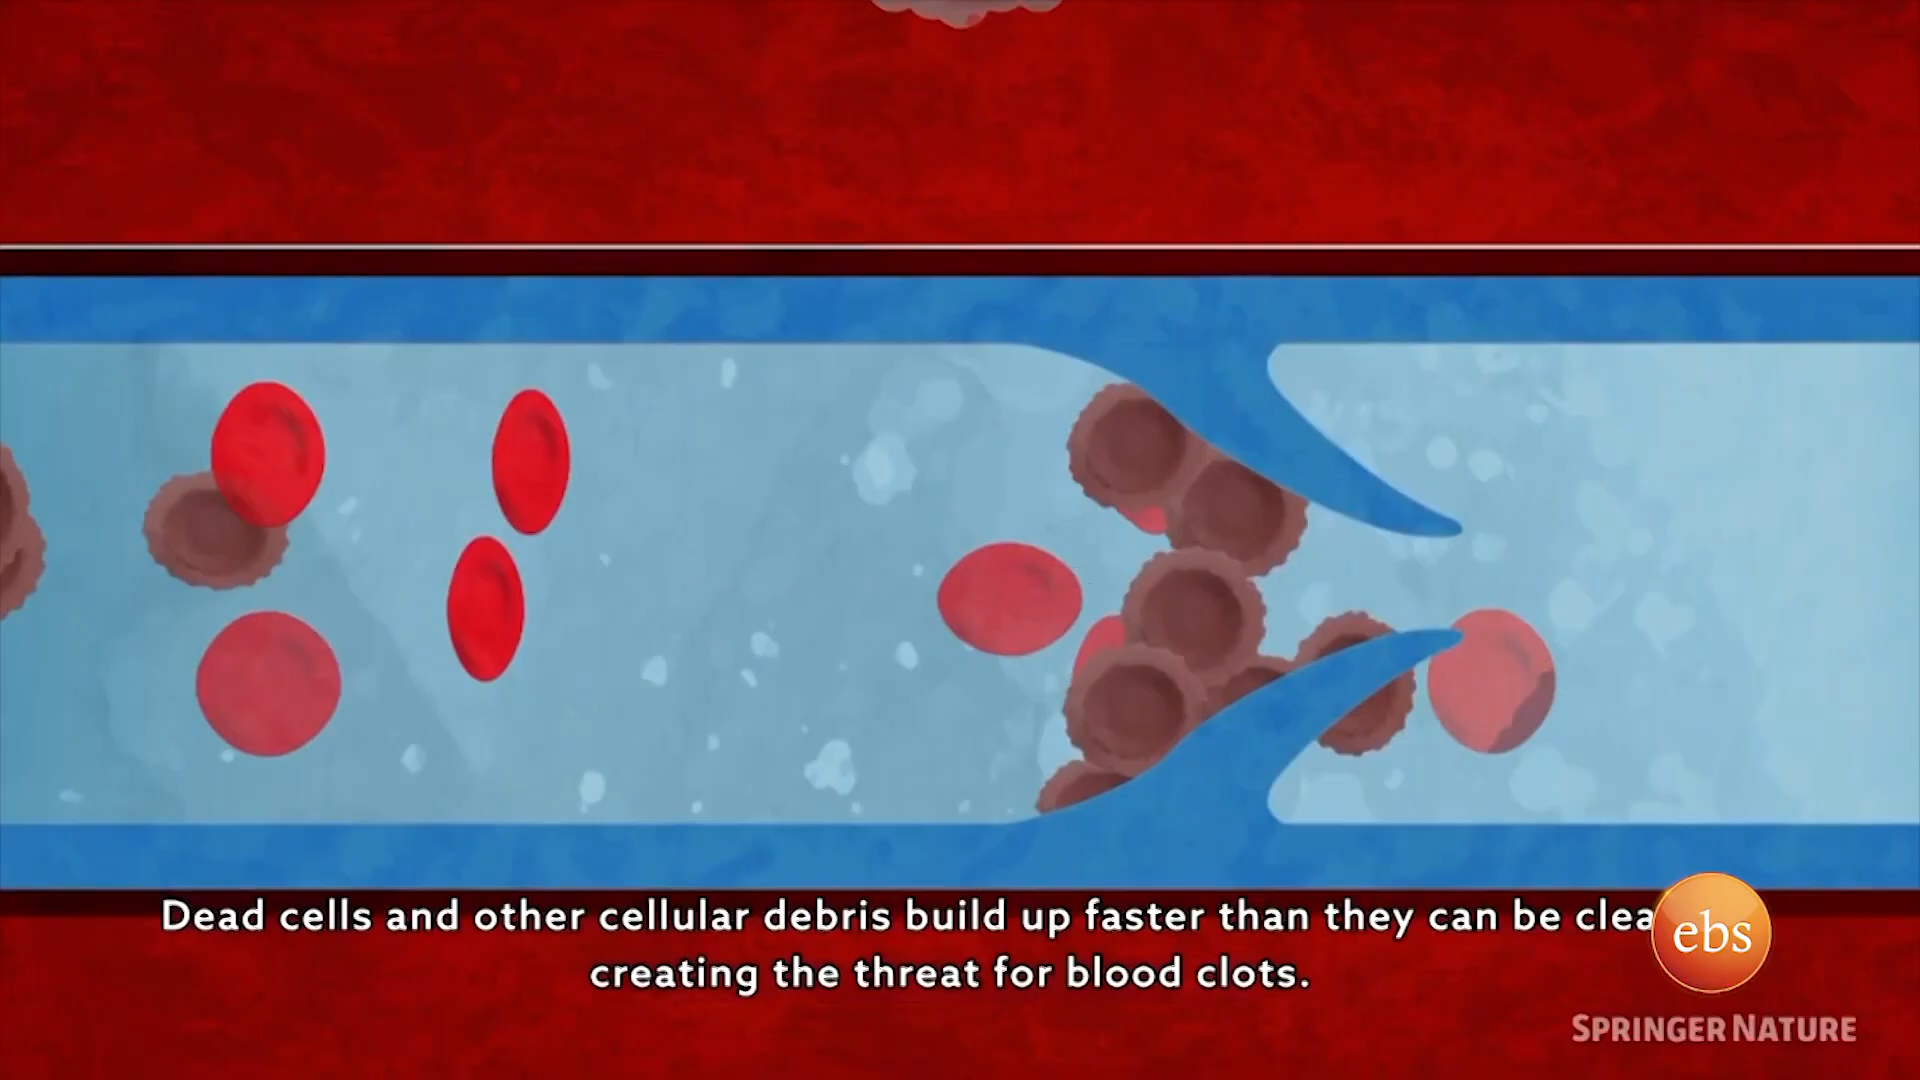 Dead cells and other cellular debris build up faster than they can be clea
creating the threat for blood clots.
ebs
SPRINGER NATURE